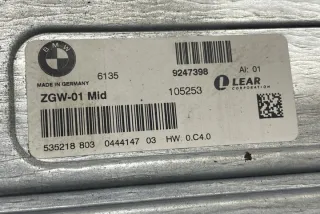 BMW
MADE IN GERMANY
6135 9247398 AI: 01
ZGW-01 Mid 105253 LEAR
CORPORATION
535218 803 0444147 03 HW 0.C4.0